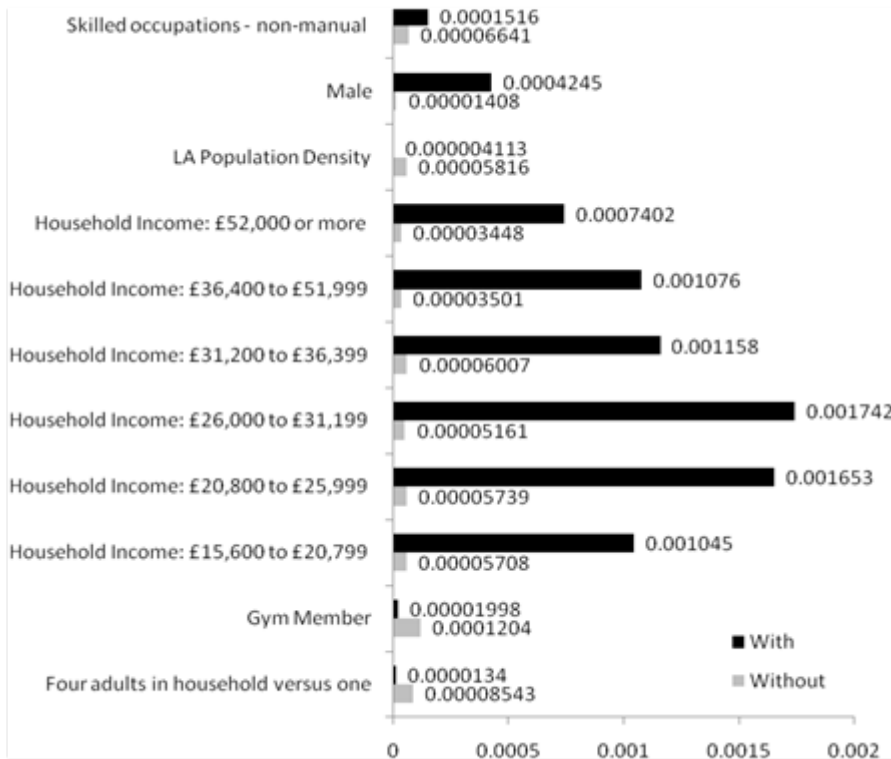 Skilled occupations - non-manual
0.0001516
0.00006641
Male
0.0004245
0.00001408
LA Population Density
0.000004113
0.00005816
Household Income: £52,000 or more
0.0007402
0.00003448
Household Income: £36,400 to £51,999
0.001076
0.00003501
Household Income: £31,200 to £36,399
0.001158
0.00006007
Household Income: £26,000 to £31,199
0.001742
0.00005161
Household Income: £20,800 to £25,999
0.001653
0.00005739
Household Income: £15,600 to £20,799
0.001045
0.00005708
Gym Member
0.00001998
0.0001204
Four adults in household versus one
0.0000134
0.00008543
With
Without
0 0.0005 0.001 0.0015 0.002